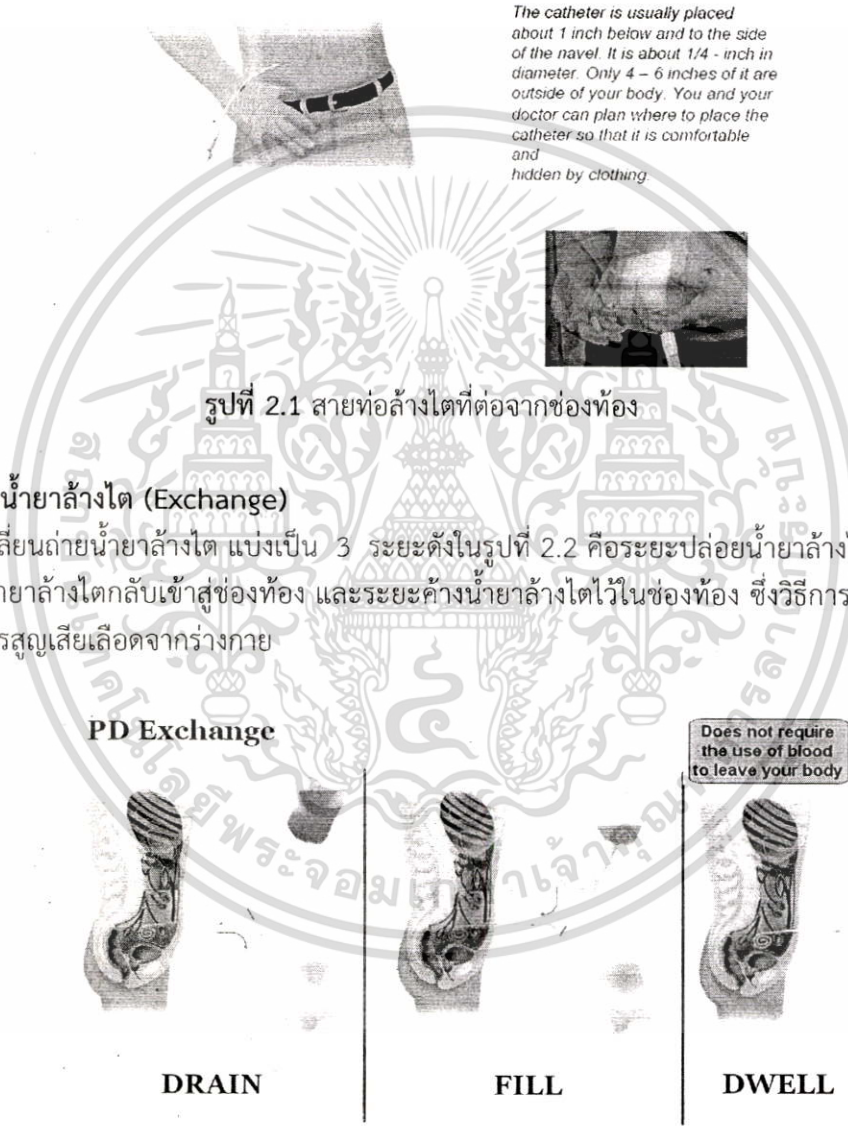 The catheter is usually placed
about 1 inch below and to the side
of the navel. It is about 1/4 - inch in
diameter. Only 4 – 6 inches of it are
outside of your body. You and your
doctor can plan where to place the
catheter so that it is comfortable
and
hidden by clothing.
รูปที่ 2.1 สายท่อล้างไตที่ต่อจากช่องท้อง
น้ำยาล้างไต (Exchange)
ลี่ยนถ่ายน้ำยาล้างไต แบ่งเป็น 3 ระยะดังในรูปที่ 2.2 คือระยะปล่อยน้ำยาล้าง
ายาล้างไตกลับเข้าสู่ช่องท้อง และระยะค้างน้ำยาล้างไตไว้ในช่องท้อง ซึ่งวิธีการ
รสูญเสียเลือดจากร่างกาย
PD Exchange
Does not require
the use of blood
to leave your body
DRAIN FILL DWELL